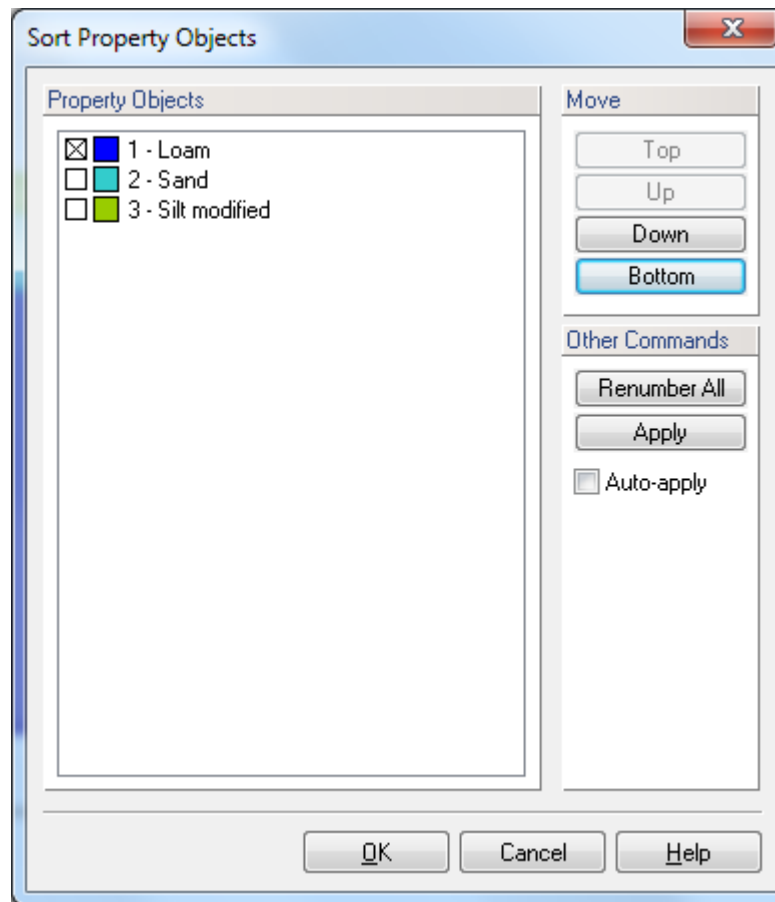 Sort Property Objects
Property Objects
1 - Loam
2 - Sand
3 - Silt modified
Move
Top
Up
Down
Bottom
Other Commands
Renumber All
Apply
Auto-apply
OK
Cancel
Help